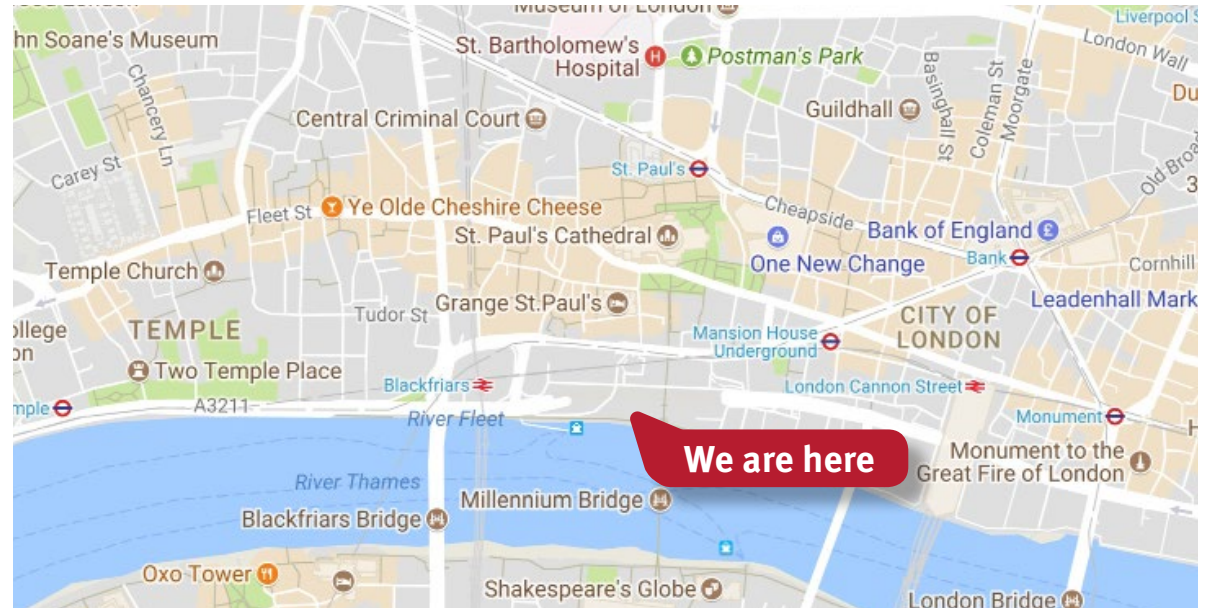 Museum of London
Liverpool
hn Soane's Museum
St. Bartholomew's
Hospital
Postman's Park
London Wall
Chancery Ln
Basinghall St
Coleman St
Moorgate
Du
Guildhall
Central Criminal Court
Carey St
St. Paul's
Old Broa
3
Fleet St
Ye Olde Cheshire Cheese
Cheapside
St. Paul's Cathedral
Bank of England
£
One New Change
Bank
Cornhill
Temple Church
Grange St.Paul's
Leadenhall Mark
Tudor St
CITY OF
LONDON
ollege
on
TEMPLE
Mansion House
Underground
Two Temple Place
Blackfriars
London Cannon Street
mple
A3211
River Fleet
Monument
H
We are here
Monument to the
Great Fire of London
River Thames
Millennium Bridge
Blackfriars Bridge
Oxo Tower
Shakespeare's Globe
London Bridge